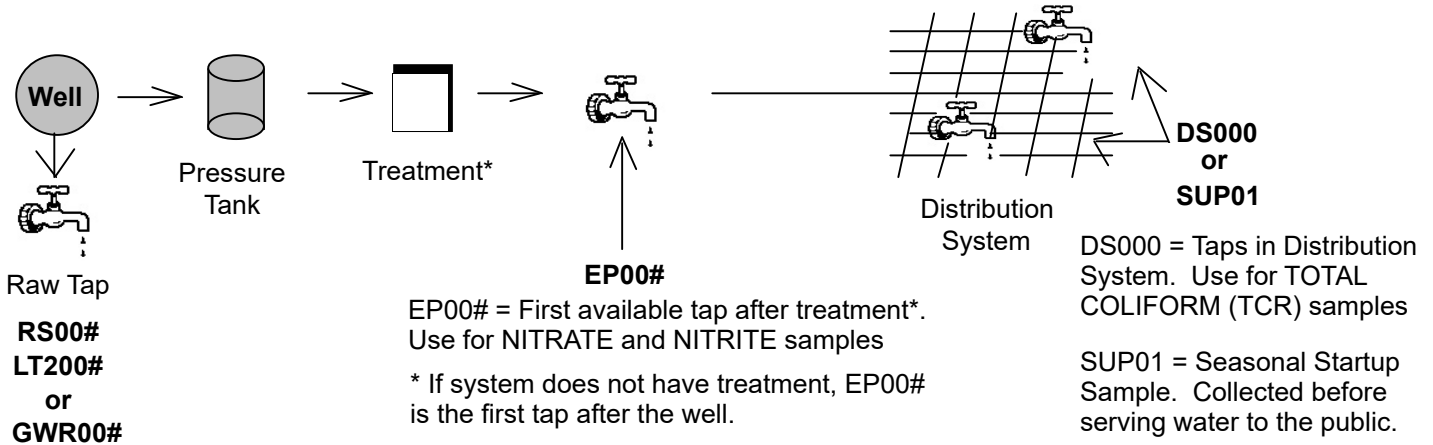 Well
Pressure
Tank
Treatment*
Raw Tap
RS00#
LT200#
or
GWR00#
EP00#
EP00# = First available tap after treatment*.
Use for NITRATE and NITRITE samples
* If system does not have treatment, EP00#
is the first tap after the well.
Distribution
System
DS000
or
SUP01
DS000 = Taps in Distribution
System. Use for TOTAL
COLIFORM (TCR) samples
SUP01 = Seasonal Startup
Sample. Collected before
serving water to the public.